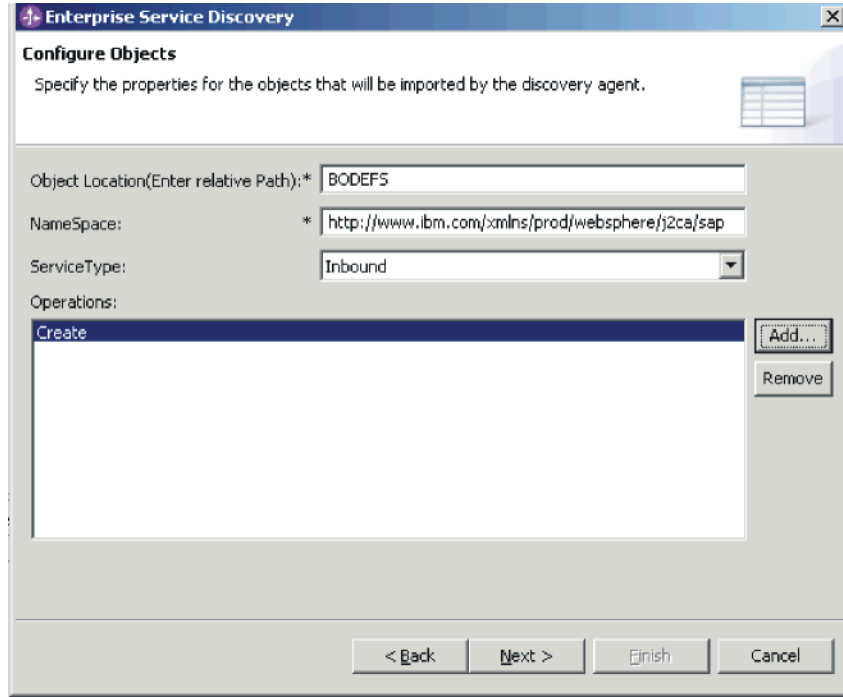 Enterprise Service Discovery
Configure Objects
Specify the properties for the objects that will be imported by the discovery agent.
Object Location(Enter relative Path):* BODEFS
NameSpace: * http://www.ibm.com/xmlns/prod/websphere/j2ca/sap
ServiceType: Inbound
Operations:
Create
Add...
Remove
< Back Next > Finish Cancel